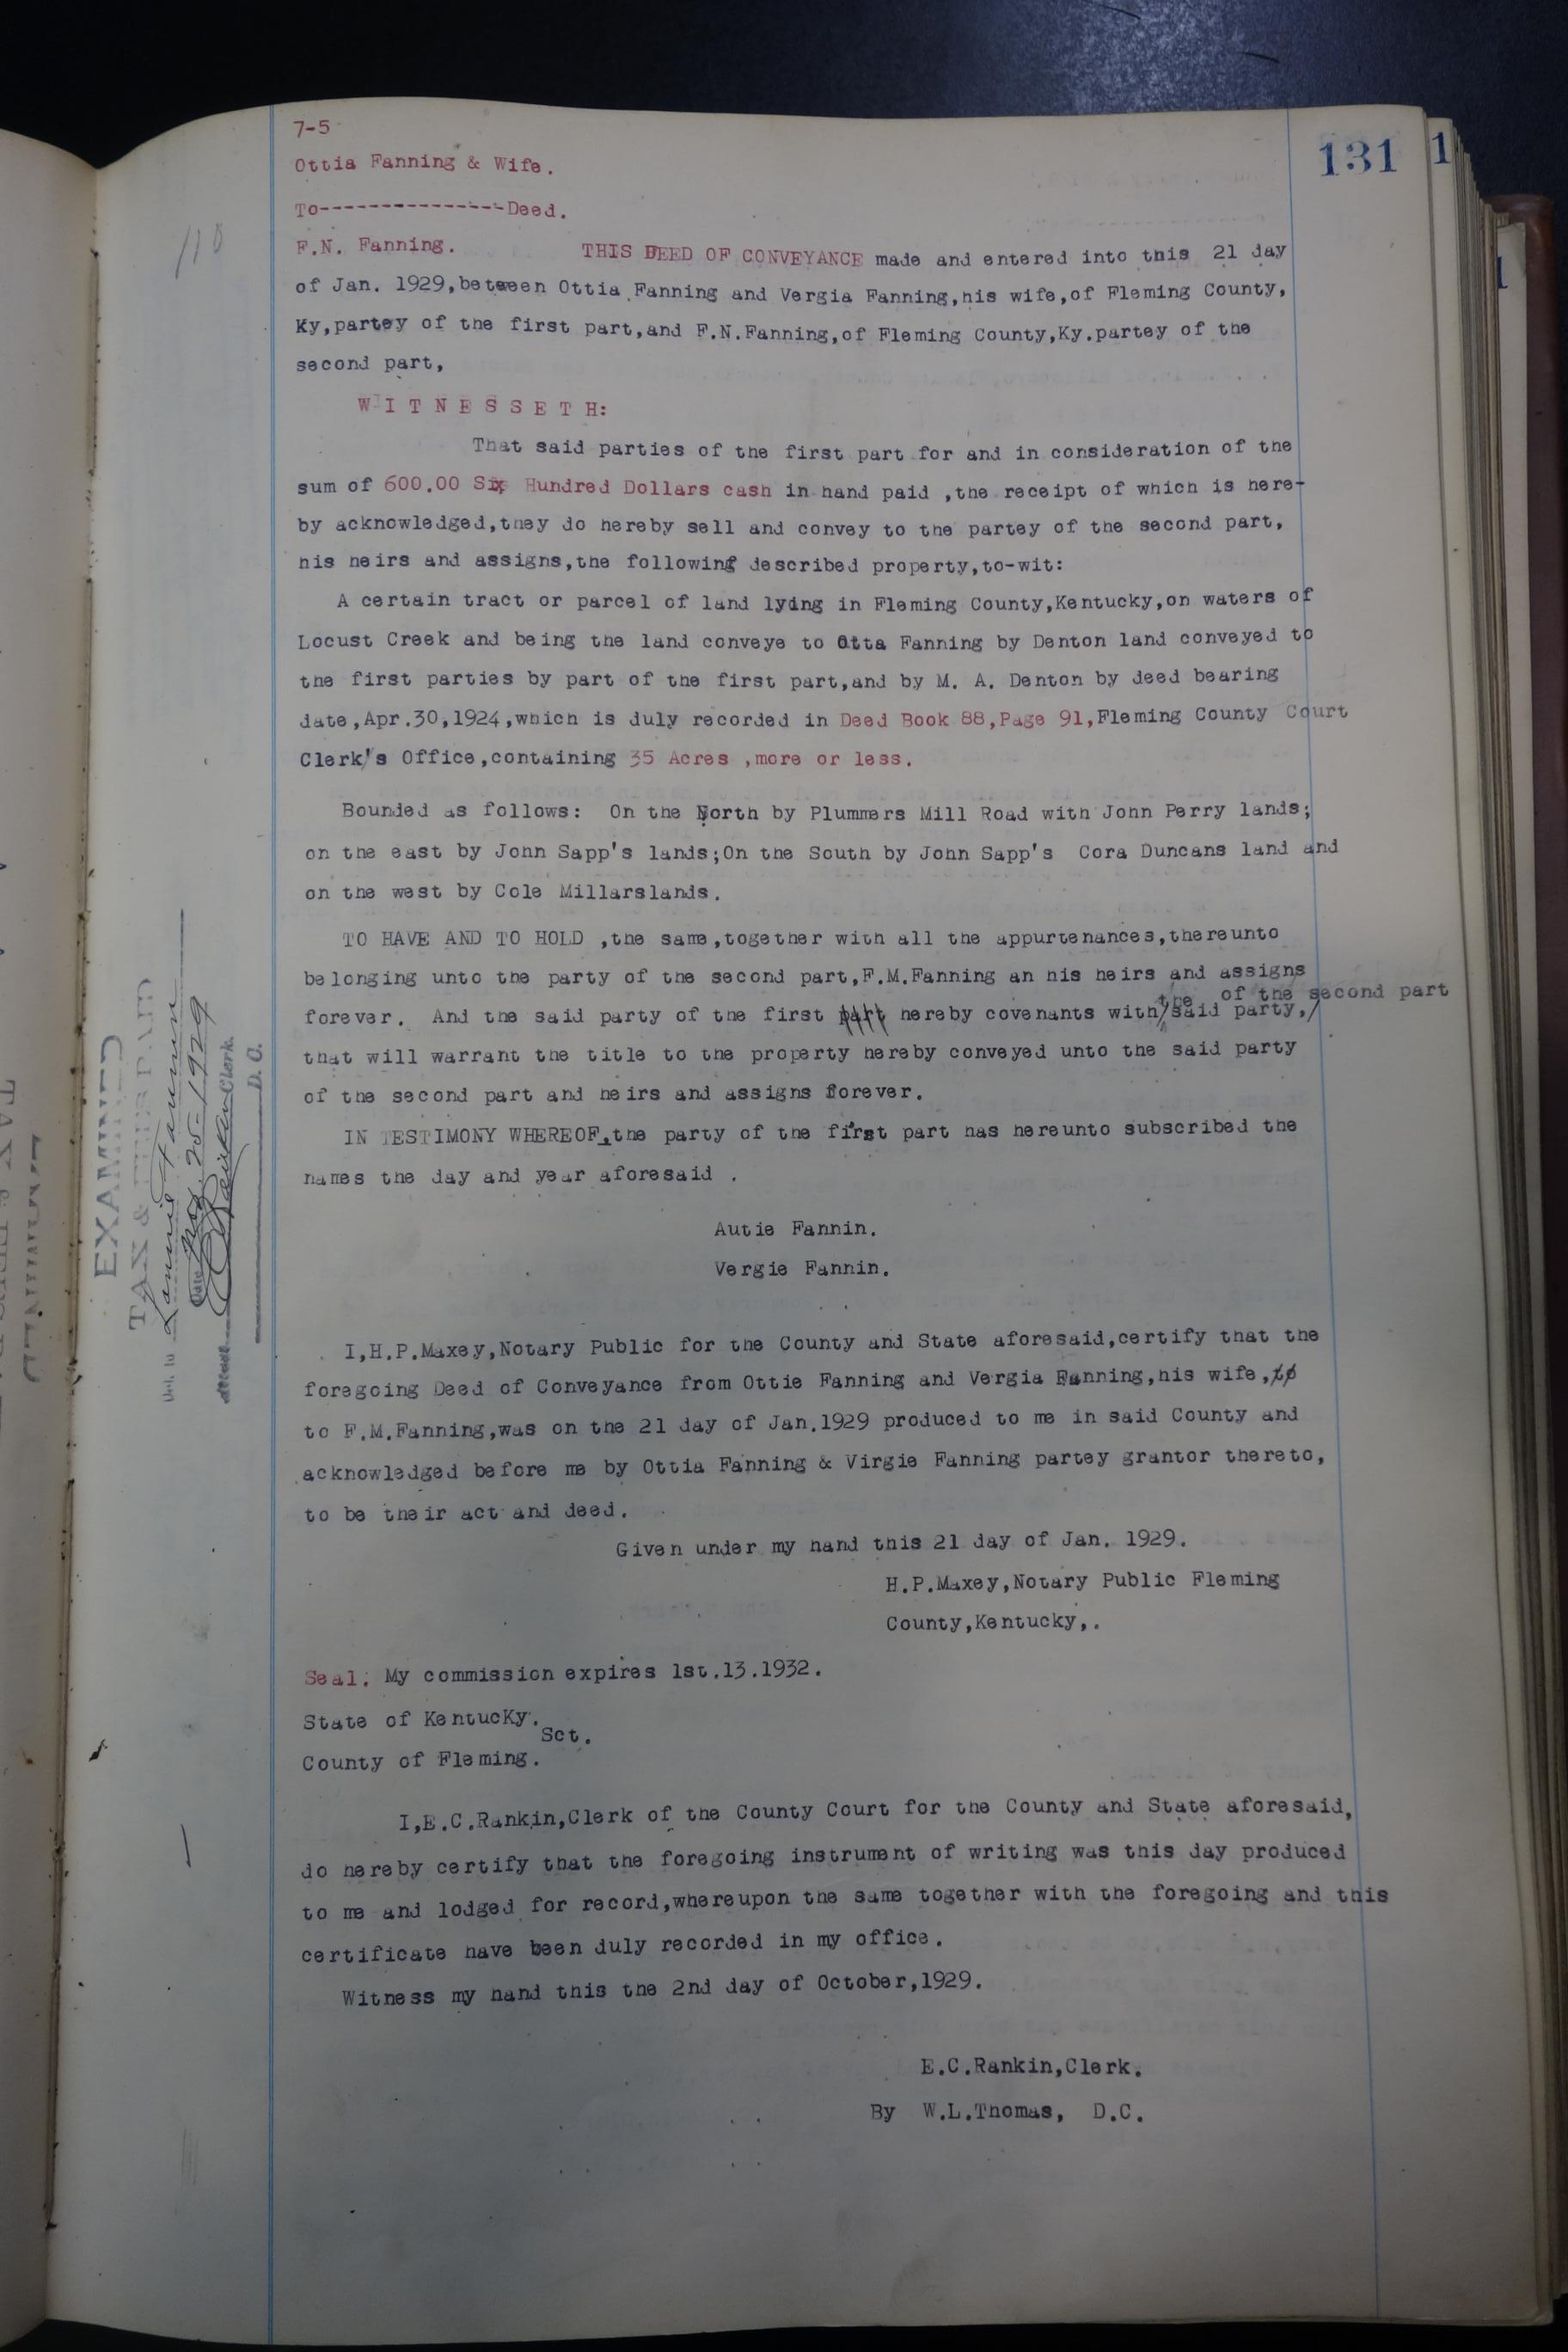 131
7-5
Ottia Fanning & Wife.
To---------------Deed.
F.N. Fanning. THIS DEED OF CONVEYANCE made and entered into this 21 day
of Jan. 1929,between Ottia Fanning and Vergia Fanning,his wife,of Fleming County,
Ky,partey of the first part,and F.N.Fanning,of Fleming County,Ky.partey of the
second part,
W I T N E S S E T H:
That said parties of the first part for and in consideration of the
sum of 600.00 Six Hundred Dollars cash in hand paid ,the receipt of which is here-
by acknowledged,they do hereby sell and convey to the partey of the second part,
his heirs and assigns,the following described property,to-wit:
A certain tract or parcel of land lying in Fleming County,Kentucky,on waters of
Locust Creek and being the land conveye to Otta Fanning by Denton land conveyed to
the first parties by part of the first part,and by M. A. Denton by deed bearing
date,Apr.30,1924,which is duly recorded in Deed Book 88,Page 91,Fleming County Court
Clerk's Office,containing 35 Acres ,more or less.
Bounded as follows: On the North by Plummers Mill Road with John Perry lands;
on the east by John Sapp's lands;On the South by John Sapp's Cora Duncans land and
on the west by Cole Millarslands.
TO HAVE AND TO HOLD ,the same,together with all the appurtenances,thereunto
belonging unto the party of the second part,F.M.Fanning an his heirs and assigns
the of the second part
forever. And the said party of the first part hereby covenants with/said party,/
that will warrant the title to the property hereby conveyed unto the said party
of the second part and heirs and assigns forever.
IN TESTIMONY WHEREOF,the party of the first part has hereunto subscribed the
names the day and year aforesaid .
Autie Fannin.
Vergie Fannin.
I,H.P.Maxey,Notary Public for the County and State aforesaid,certify that the
foregoing Deed of Conveyance from Ottie Fanning and Vergia Fanning,his wife,to
to F.M.Fanning,was on the 21 day of Jan.1929 produced to me in said County and
acknowledged before me by Ottia Fanning & Virgie Fanning partey grantor thereto,
to be their act and deed.
Given under my hand this 21 day of Jan. 1929.
H.P.Maxey,Notary Public Fleming
County,Kentucky,.
Seal: My commission expires 1st.13.1932.
State of KentucKy.
Sct.
County of Fleming.
I,E.C.Rankin,Clerk of the County Court for the County and State aforesaid,
do hereby certify that the foregoing instrument of writing was this day produced
to me and lodged for record,whereupon the same together with the foregoing and this
certificate have been duly recorded in my office.
Witness my hand this the 2nd day of October,1929.
E.C.Rankin,Clerk.
By W.L.Thomas, D.C.
118
EXAMINED
TAX & FEES PAID
Del. to Fannin
Date Nov. 25-1929
Clerk.
D.C.